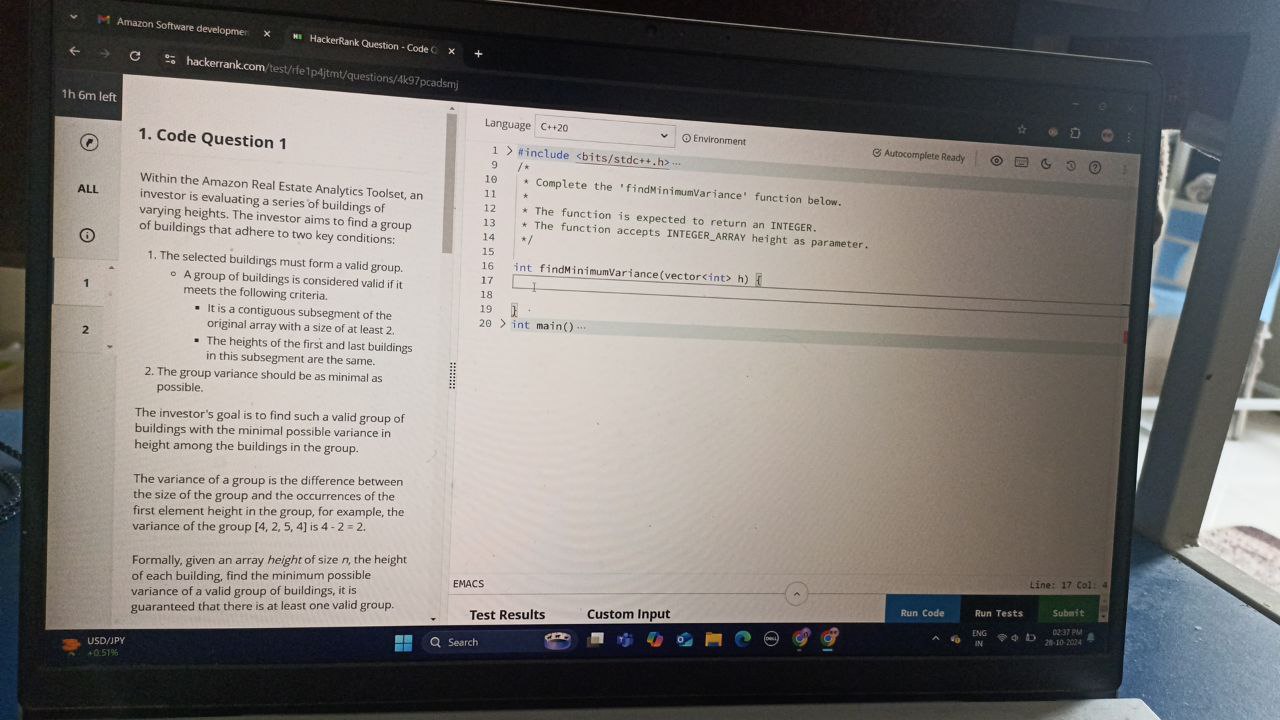 Amazon Software developmen
HackerRank Question - Code Q
hackerrank.com/test/rfe1p4jtmt/questions/4k97pcadsmj
1h 6m left
ALL
1
2
1. Code Question 1
Within the Amazon Real Estate Analytics Toolset, an
investor is evaluating a series of buildings of
varying heights. The investor aims to find a group
of buildings that adhere to two key conditions:
1. The selected buildings must form a valid group.
A group of buildings is considered valid if it
meets the following criteria.
It is a contiguous subsegment of the
original array with a size of at least 2.
The heights of the first and last buildings
in this subsegment are the same.
2. The group variance should be as minimal as
possible.
The investor's goal is to find such a valid group of
buildings with the minimal possible variance in
height among the buildings in the group.
The variance of a group is the difference between
the size of the group and the occurrences of the
first element height in the group, for example, the
variance of the group [4, 2, 5, 4] is 4 - 2 = 2.
Formally, given an array height of size n, the height
of each building, find the minimum possible
variance of a valid group of buildings, it is
guaranteed that there is at least one valid group.
Language C++20 Environment
Autocomplete Ready
1 > #include <bits/stdc++.h>...
9 /*
10 * Complete the 'findMinimumVariance' function below.
11 *
12 * The function is expected to return an INTEGER.
13 * The function accepts INTEGER_ARRAY height as parameter.
14 */
15
16 int findMinimumVariance(vector<int> h) {
17
18
19 }
20 > int main()...
EMACS
Line: 17 Col: 4
Test Results Custom Input
Run Code Run Tests Submit
USD/JPY
+0.51%
Search
DELL
ENG
IN
02:37 PM
28-10-2024